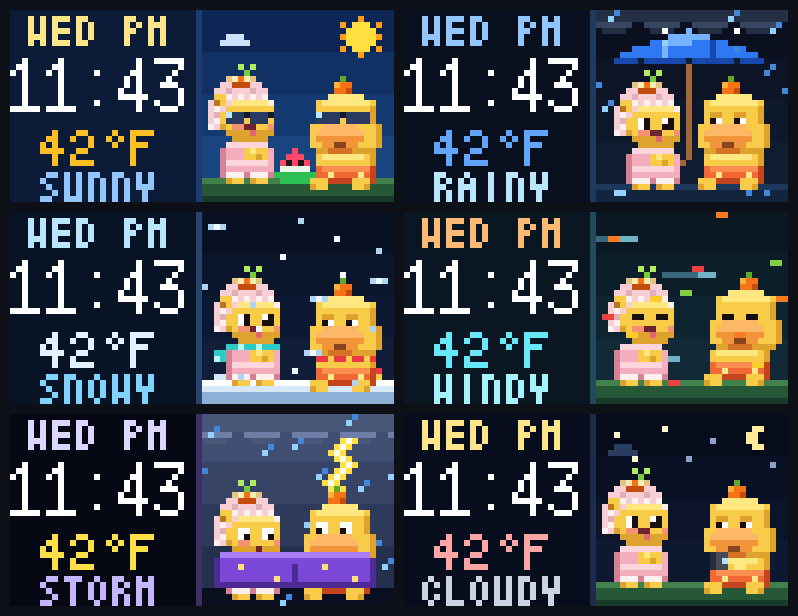 WED PM
11:43
42°F
SUNNY
WED PM
11:43
42°F
RAINY
WED PM
11:43
42°F
SNOWY
WED PM
11:43
42°F
WINDY
WED PM
11:43
42°F
STORM
WED PM
11:43
42°F
CLOUDY